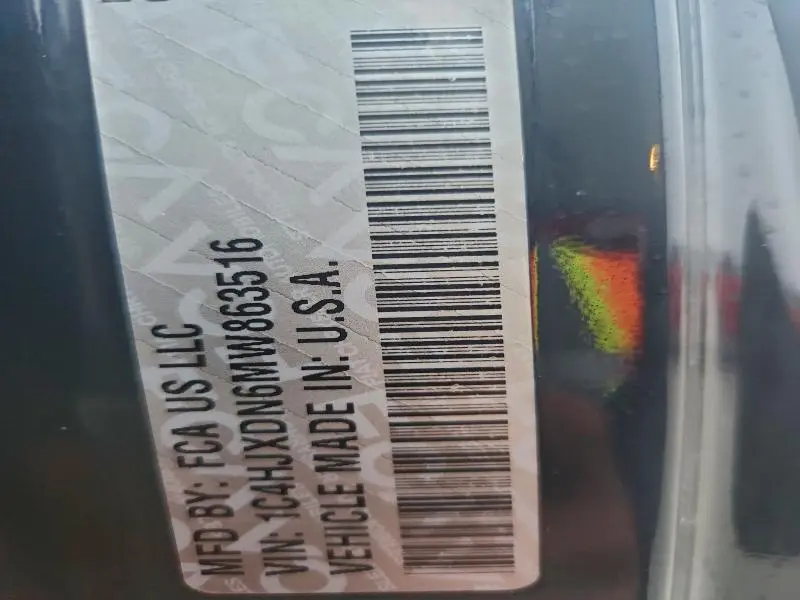 MFD BY: FCA US LLC
VIN: 1C4HJXDN6MW863516
VEHICLE MADE IN: U.S.A.